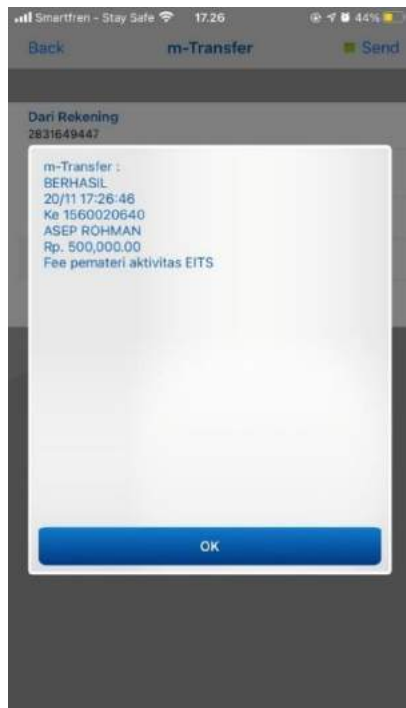 Smartfren - Stay Safe 17.26 44%
Back m-Transfer Send
Dari Rekening
2831649447
m-Transfer :
BERHASIL
20/11 17:26:46
Ke 1560020640
ASEP ROHMAN
Rp. 500,000.00
Fee pemateri aktivitas EITS
OK